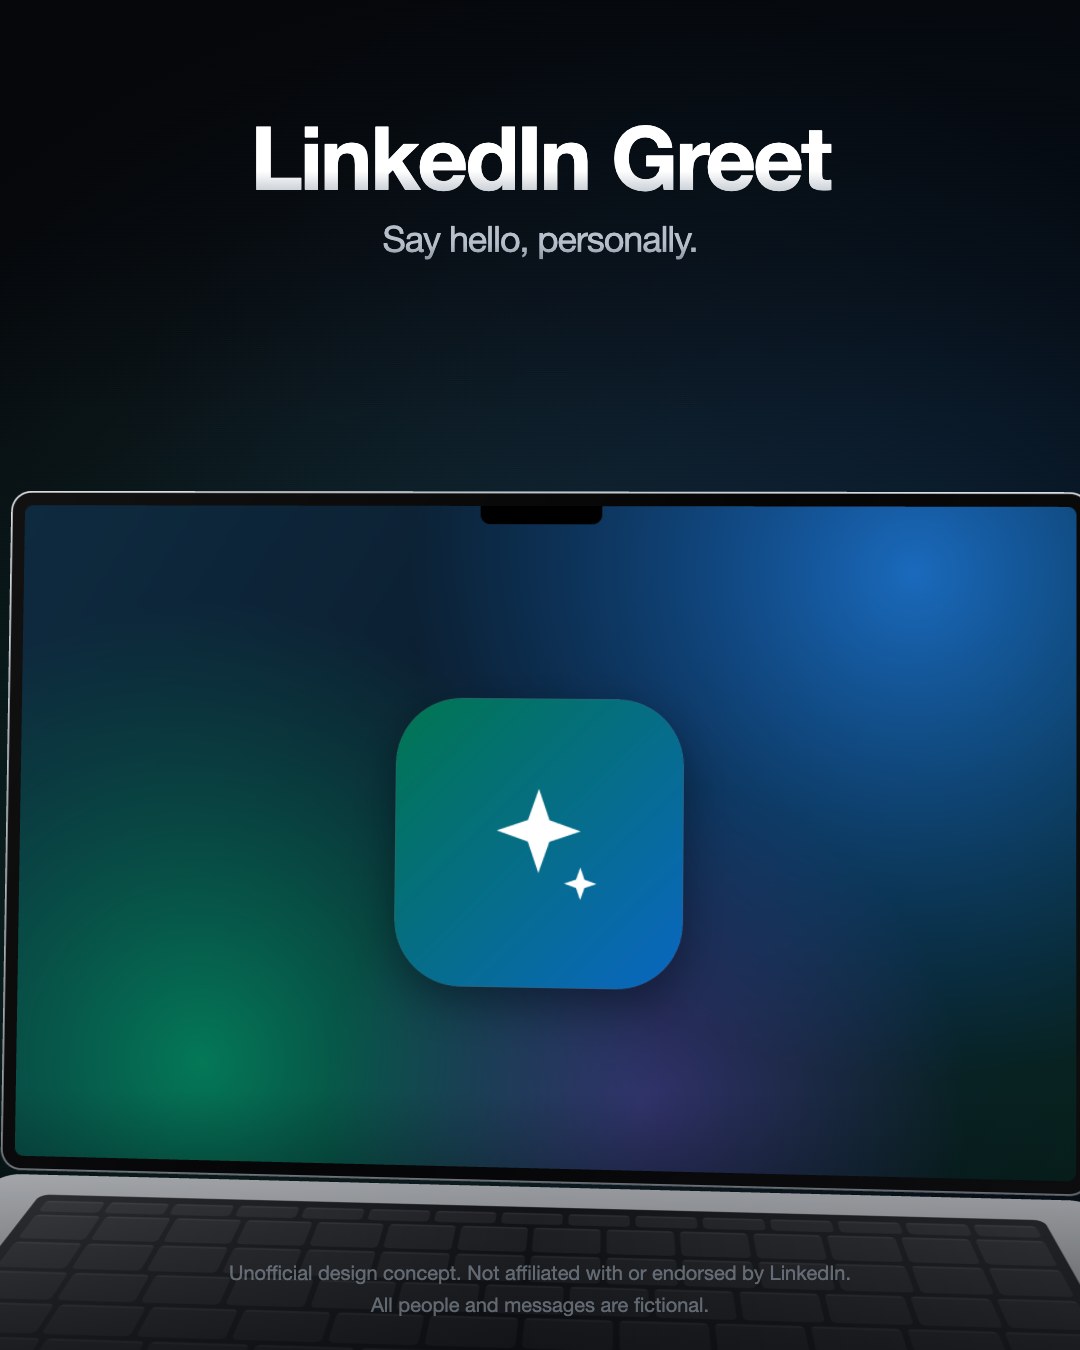 LinkedIn Greet
Say hello, personally.
Unofficial design concept. Not affiliated with or endorsed by LinkedIn.
All people and messages are fictional.